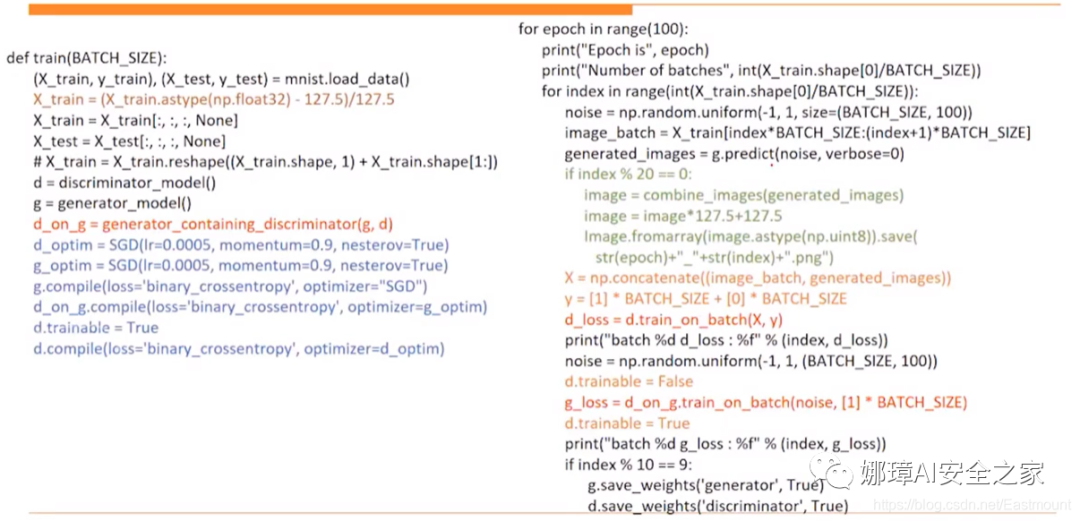 def train(BATCH_SIZE):
(X_train, y_train), (X_test, y_test) = mnist.load_data()
X_train = (X_train.astype(np.float32) - 127.5)/127.5
X_train = X_train[:, :, :, None]
X_test = X_test[:, :, :, None]
# X_train = X_train.reshape((X_train.shape, 1) + X_train.shape[1:])
d = discriminator_model()
g = generator_model()
d_on_g = generator_containing_discriminator(g, d)
d_optim = SGD(lr=0.0005, momentum=0.9, nesterov=True)
g_optim = SGD(lr=0.0005, momentum=0.9, nesterov=True)
g.compile(loss='binary_crossentropy', optimizer="SGD")
d_on_g.compile(loss='binary_crossentropy', optimizer=g_optim)
d.trainable = True
d.compile(loss='binary_crossentropy', optimizer=d_optim)
for epoch in range(100):
print("Epoch is", epoch)
print("Number of batches", int(X_train.shape[0]/BATCH_SIZE))
for index in range(int(X_train.shape[0]/BATCH_SIZE)):
noise = np.random.uniform(-1, 1, size=(BATCH_SIZE, 100))
image_batch = X_train[index*BATCH_SIZE:(index+1)*BATCH_SIZE]
generated_images = g.predict(noise, verbose=0)
if index % 20 == 0:
image = combine_images(generated_images)
image = image*127.5+127.5
Image.fromarray(image.astype(np.uint8)).save(
str(epoch)+"_"+str(index)+".png")
X = np.concatenate((image_batch, generated_images))
y = [1] * BATCH_SIZE + [0] * BATCH_SIZE
d_loss = d.train_on_batch(X, y)
print("batch %d d_loss : %f" % (index, d_loss))
noise = np.random.uniform(-1, 1, (BATCH_SIZE, 100))
d.trainable = False
g_loss = d_on_g.train_on_batch(noise, [1] * BATCH_SIZE)
d.trainable = True
print("batch %d g_loss : %f" % (index, g_loss))
if index % 10 == 9:
g.save_weights('generator', True)
d.save_weights('discriminator', True)
娜璋AI安全之家
https://blog.csdn.net/Eastmount